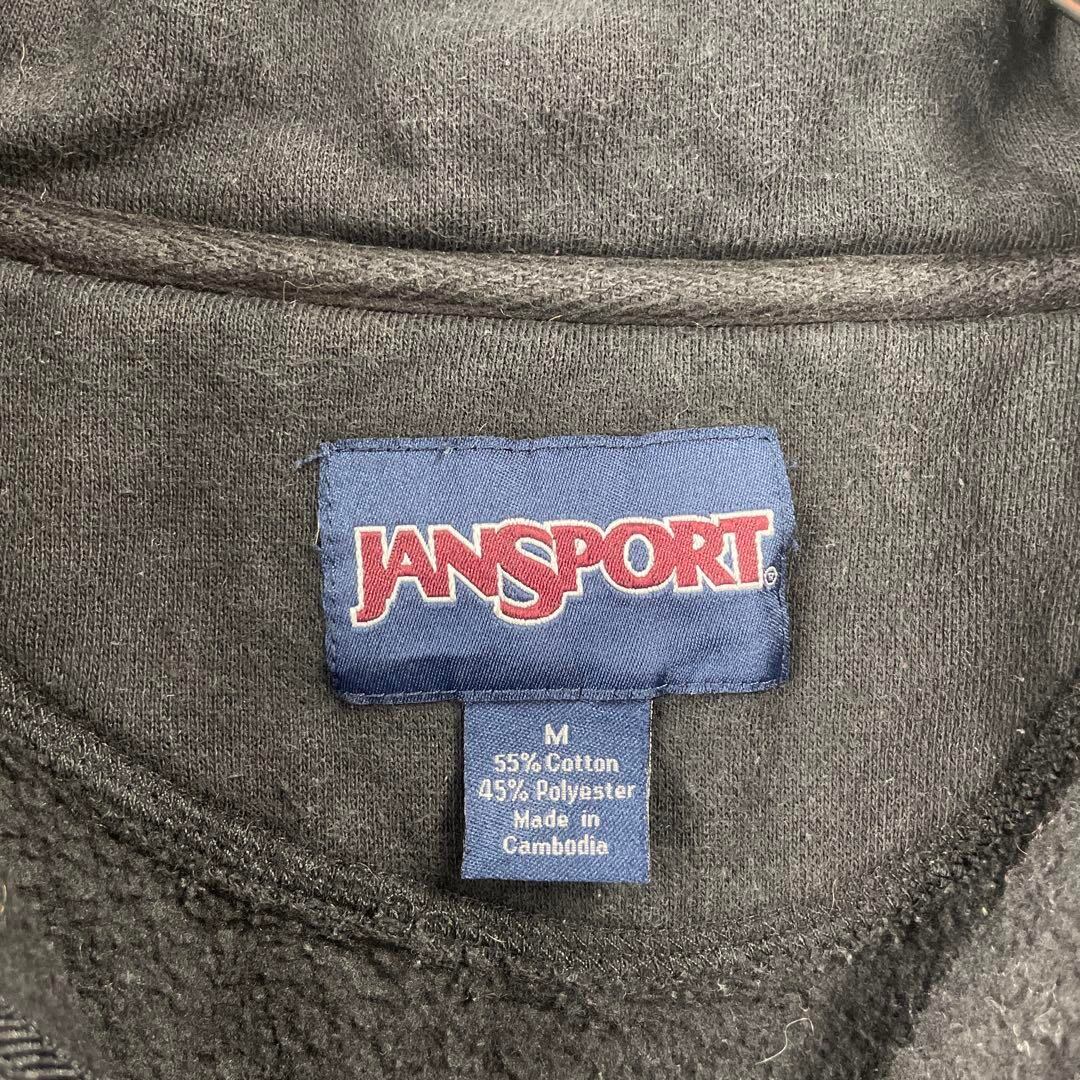 JANSPORT®
M
55% Cotton
45% Polyester
Made in
Cambodia